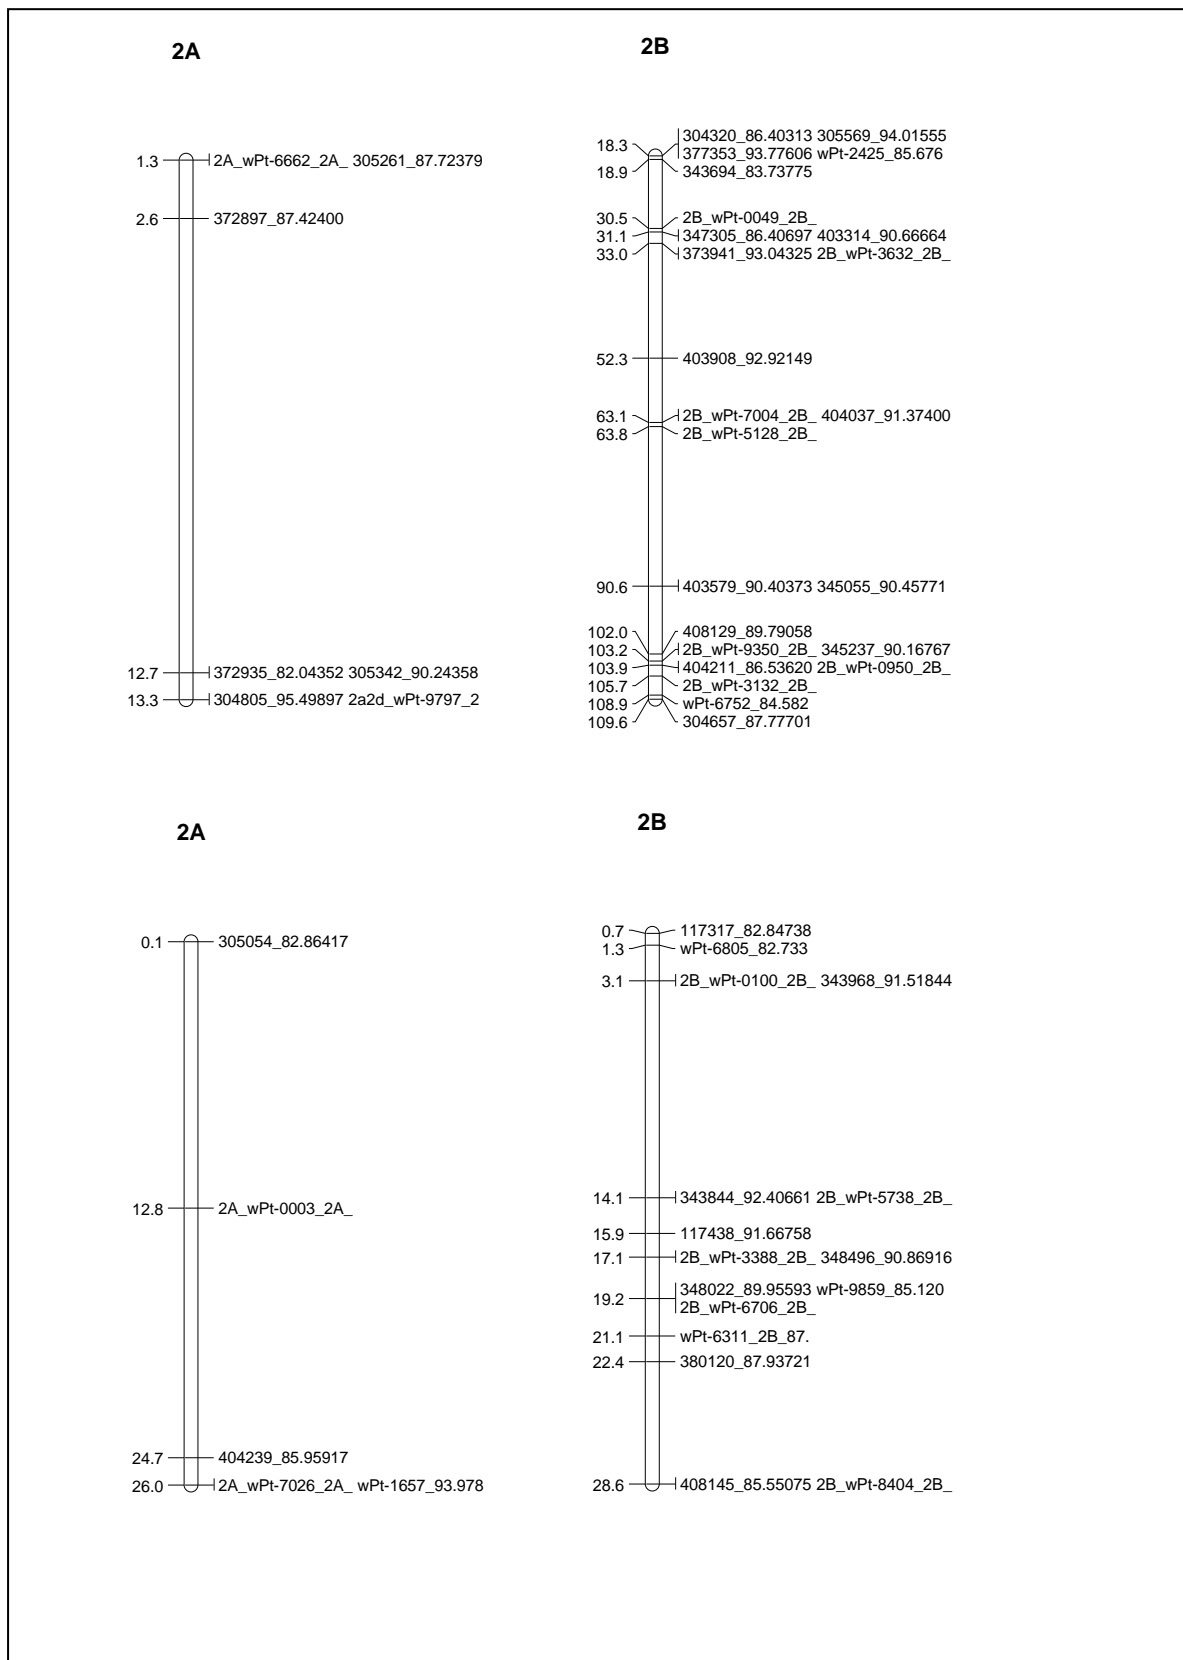 2A
1.3 2A_wPt-6662_2A_ 305261_87.72379
2.6 372897_87.42400
12.7 372935_82.04352 305342_90.24358
13.3 304805_95.49897 2a2d_wPt-9797_2
2B
18.3 304320_86.40313 305569_94.01555
377353_93.77606 wPt-2425_85.676
18.9 343694_83.73775
30.5 2B_wPt-0049_2B_
31.1 347305_86.40697 403314_90.66664
33.0 373941_93.04325 2B_wPt-3632_2B_
52.3 403908_92.92149
63.1 2B_wPt-7004_2B_ 404037_91.37400
63.8 2B_wPt-5128_2B_
90.6 403579_90.40373 345055_90.45771
102.0 408129_89.79058
103.2 2B_wPt-9350_2B_ 345237_90.16767
103.9 404211_86.53620 2B_wPt-0950_2B_
105.7 2B_wPt-3132_2B_
108.9 wPt-6752_84.582
109.6 304657_87.77701
2A
0.1 305054_82.86417
12.8 2A_wPt-0003_2A_
24.7 404239_85.95917
26.0 2A_wPt-7026_2A_ wPt-1657_93.978
2B
0.7 117317_82.84738
1.3 wPt-6805_82.733
3.1 2B_wPt-0100_2B_ 343968_91.51844
14.1 343844_92.40661 2B_wPt-5738_2B_
15.9 117438_91.66758
17.1 2B_wPt-3388_2B_ 348496_90.86916
19.2 348022_89.95593 wPt-9859_85.120
2B_wPt-6706_2B_
21.1 wPt-6311_2B_87.
22.4 380120_87.93721
28.6 408145_85.55075 2B_wPt-8404_2B_